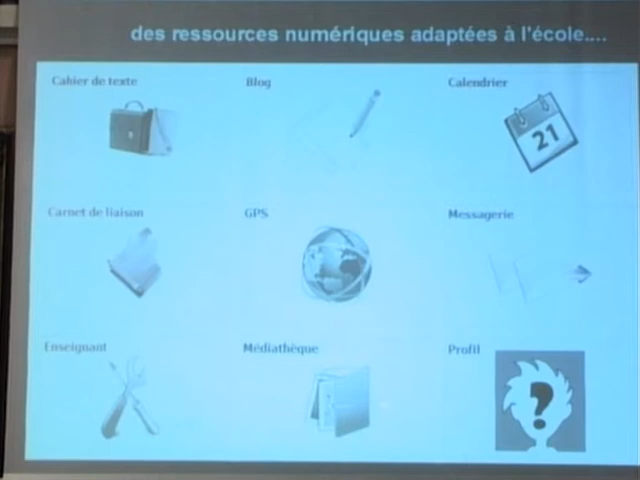 des ressources numériques adaptées à l'école....
Cahier de texte
Blog
Calendrier
21
Carnet de liaison
GPS
Messagerie
Enseignant
Médiathèque
Profil
?